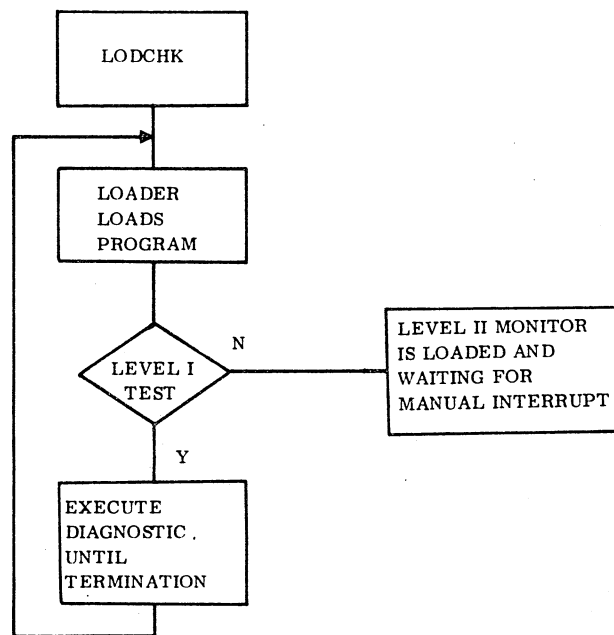 LODCHK
LOADER
LOADS
PROGRAM
LEVEL I
TEST
N
LEVEL II MONITOR
IS LOADED AND
WAITING FOR
MANUAL INTERRUPT
Y
EXECUTE
DIAGNOSTIC
UNTIL
TERMINATION